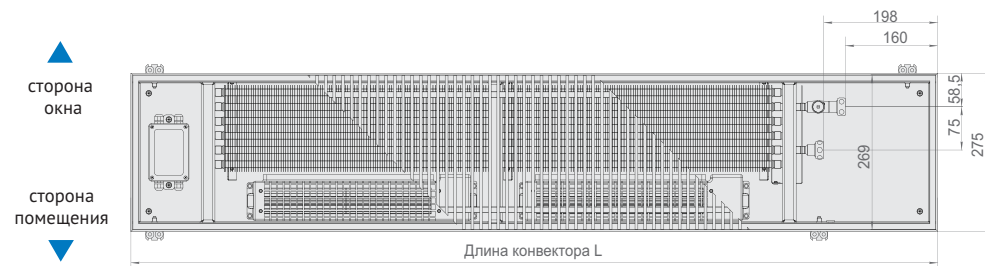 198
160
сторона
окна
58,5
75
275
269
сторона
помещения
Длина конвектора L